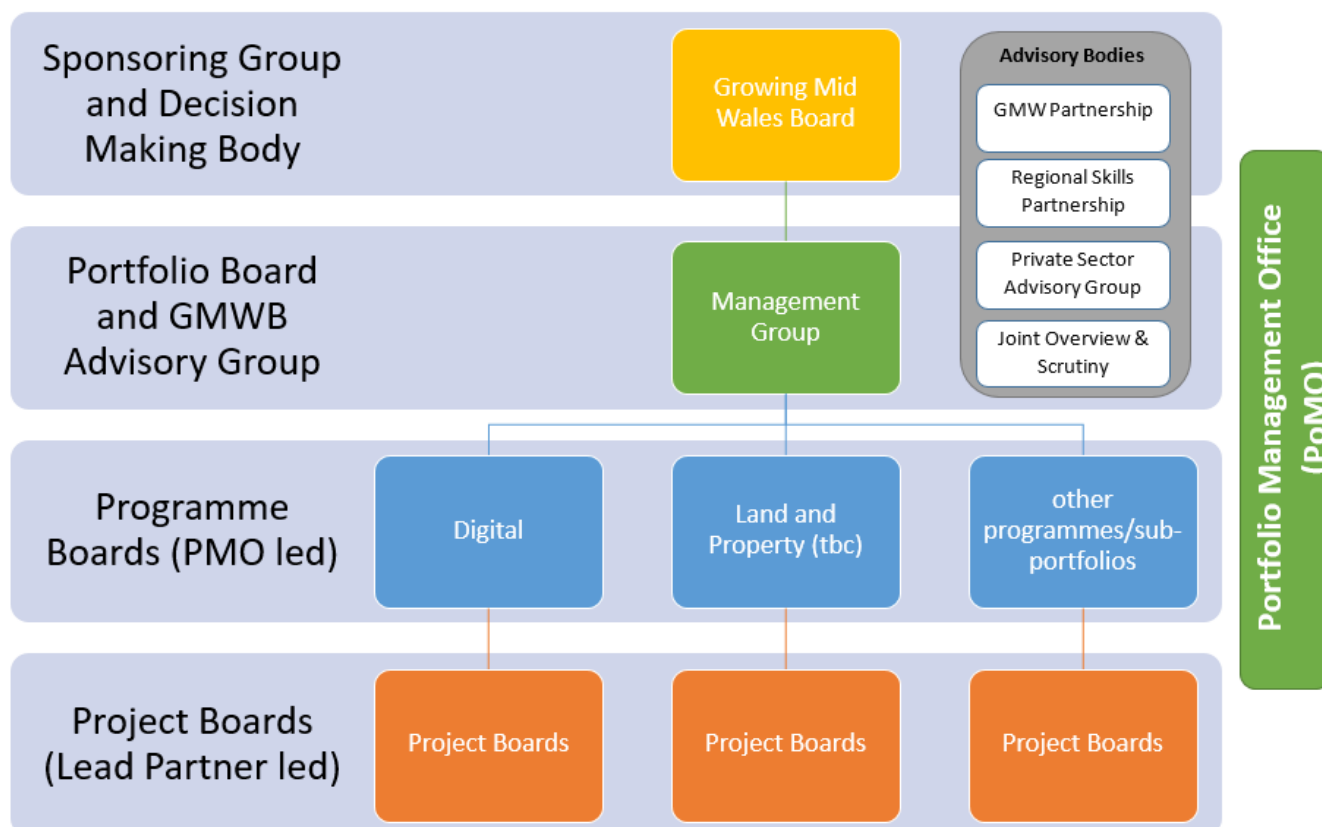 Sponsoring Group
and Decision
Making Body
Growing Mid
Wales Board
Advisory Bodies
GMW Partnership
Regional Skills
Partnership
Private Sector
Advisory Group
Joint Overview &
Scrutiny
Portfolio Board
and GMWB
Advisory Group
Management
Group
Programme
Boards (PMO led)
Digital
Land and
Property (tbc)
other
programmes/sub-
portfolios
Project Boards
(Lead Partner led)
Project Boards
Project Boards
Project Boards
Portfolio Management Office
(PoMO)